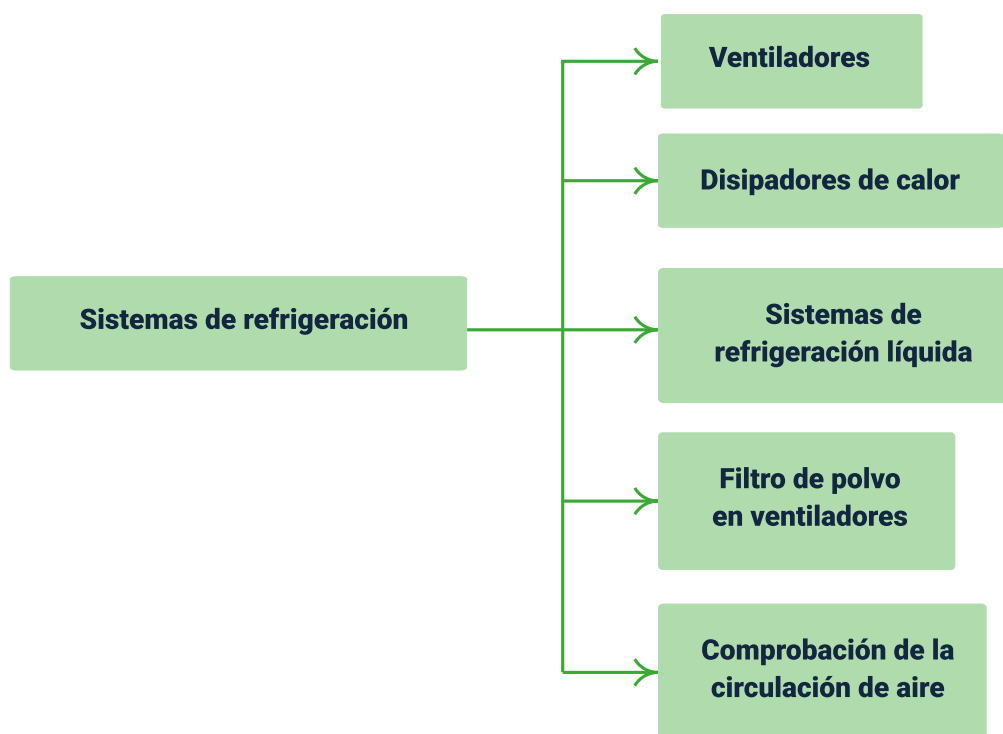 Ventiladores
Disipadores de calor
Sistemas de refrigeración
Sistemas de
refrigeración líquida
Filtro de polvo
en ventiladores
Comprobación de la
circulación de aire